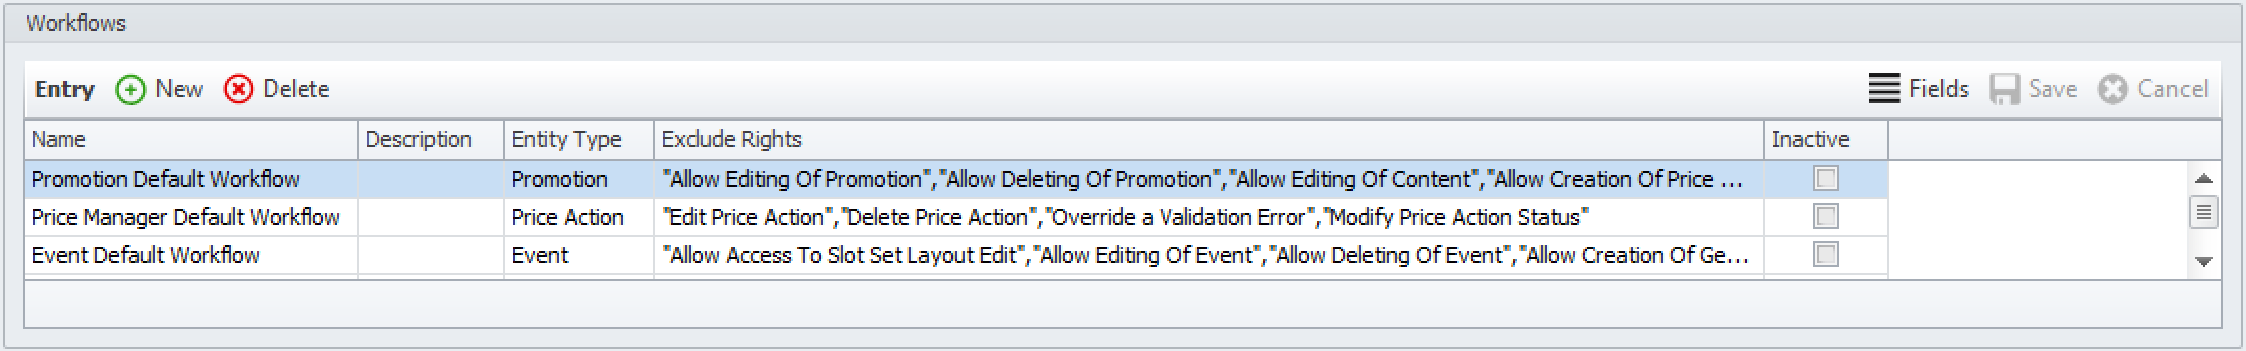 Workflows
Entry New Delete Fields Save Cancel
Name Description Entity Type Exclude Rights Inactive
Promotion Default Workflow Promotion "Allow Editing Of Promotion","Allow Deleting Of Promotion","Allow Editing Of Content","Allow Creation Of Price ...
Price Manager Default Workflow Price Action "Edit Price Action","Delete Price Action","Override a Validation Error","Modify Price Action Status"
Event Default Workflow Event "Allow Access To Slot Set Layout Edit","Allow Editing Of Event","Allow Deleting Of Event","Allow Creation Of Ge...